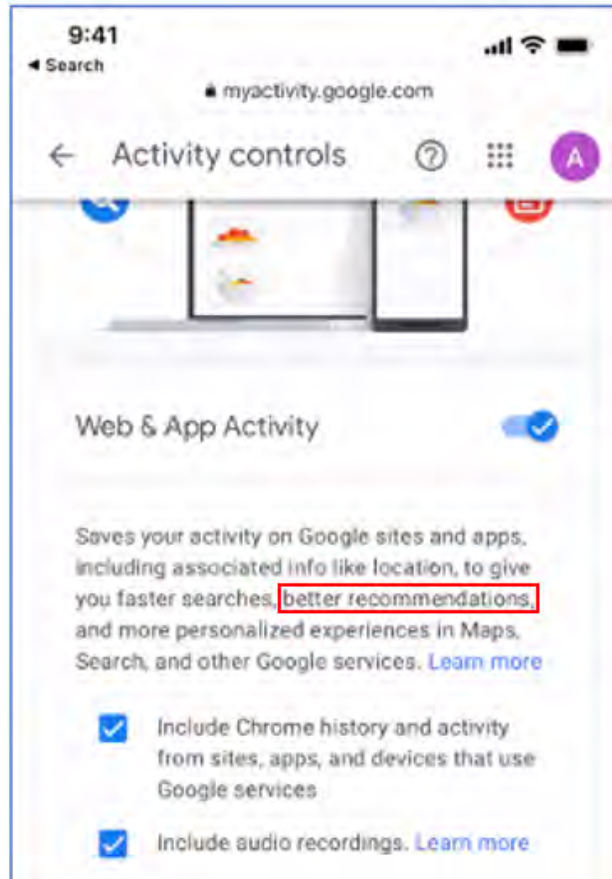 9:41
◀ Search
myactivity.google.com
Activity controls
A
Web & App Activity
Saves your activity on Google sites and apps,
including associated info like location, to give
you faster searches, better recommendations,
and more personalized experiences in Maps,
Search, and other Google services. Learn more
Include Chrome history and activity
from sites, apps, and devices that use
Google services
Include audio recordings. Learn more